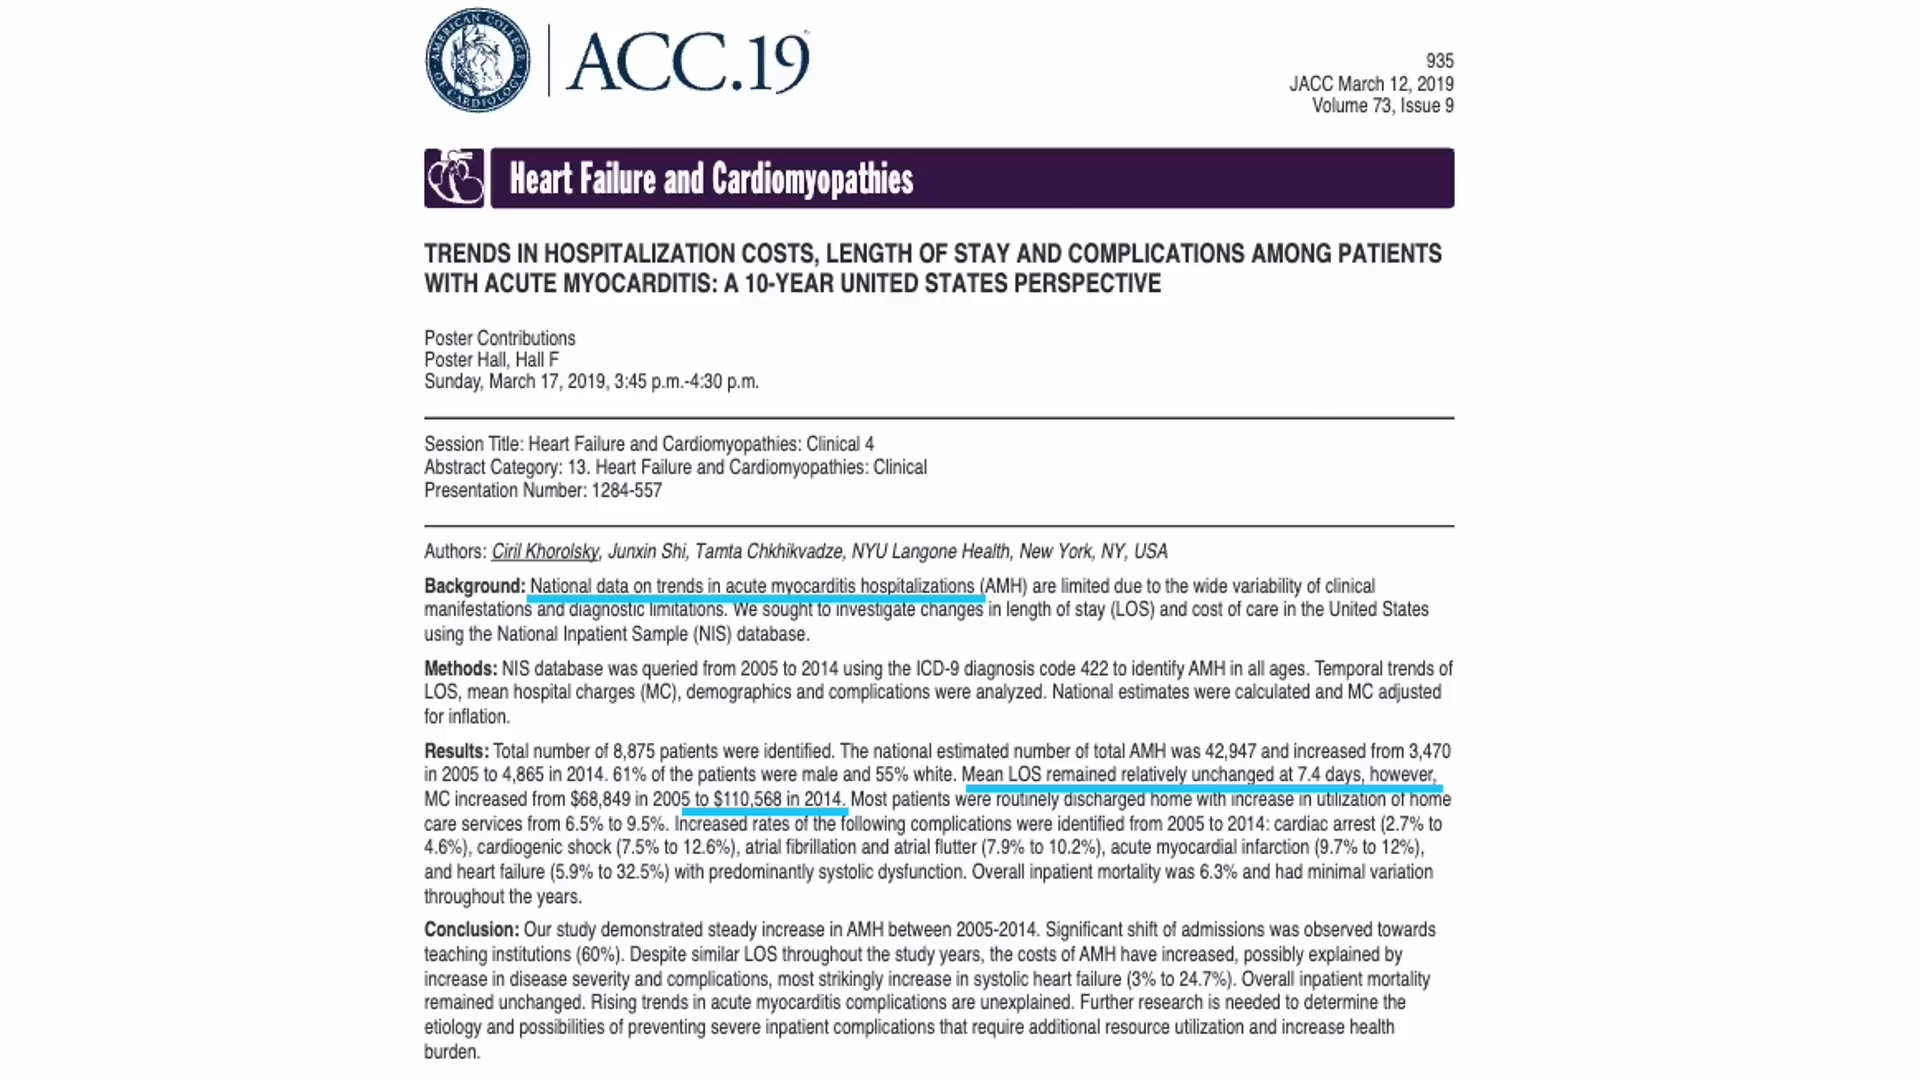 AMERICAN COLLEGE OF CARDIOLOGY
ACC.19
935
JACC March 12, 2019
Volume 73, Issue 9
Heart Failure and Cardiomyopathies
TRENDS IN HOSPITALIZATION COSTS, LENGTH OF STAY AND COMPLICATIONS AMONG PATIENTS
WITH ACUTE MYOCARDITIS: A 10-YEAR UNITED STATES PERSPECTIVE
Poster Contributions
Poster Hall, Hall F
Sunday, March 17, 2019, 3:45 p.m.-4:30 p.m.
Session Title: Heart Failure and Cardiomyopathies: Clinical 4
Abstract Category: 13. Heart Failure and Cardiomyopathies: Clinical
Presentation Number: 1284-557
Authors: Ciril Khorolsky, Junxin Shi, Tamta Chkhikvadze, NYU Langone Health, New York, NY, USA
Background: National data on trends in acute myocarditis hospitalizations (AMH) are limited due to the wide variability of clinical
manifestations and diagnostic limitations. We sought to investigate changes in length of stay (LOS) and cost of care in the United States
using the National Inpatient Sample (NIS) database.
Methods: NIS database was queried from 2005 to 2014 using the ICD-9 diagnosis code 422 to identify AMH in all ages. Temporal trends of
LOS, mean hospital charges (MC), demographics and complications were analyzed. National estimates were calculated and MC adjusted
for inflation.
Results: Total number of 8,875 patients were identified. The national estimated number of total AMH was 42,947 and increased from 3,470
in 2005 to 4,865 in 2014. 61% of the patients were male and 55% white. Mean LOS remained relatively unchanged at 7.4 days, however,
MC increased from $68,849 in 2005 to $110,568 in 2014. Most patients were routinely discharged home with increase in utilization of home
care services from 6.5% to 9.5%. Increased rates of the following complications were identified from 2005 to 2014: cardiac arrest (2.7% to
4.6%), cardiogenic shock (7.5% to 12.6%), atrial fibrillation and atrial flutter (7.9% to 10.2%), acute myocardial infarction (9.7% to 12%),
and heart failure (5.9% to 32.5%) with predominantly systolic dysfunction. Overall inpatient mortality was 6.3% and had minimal variation
throughout the years.
Conclusion: Our study demonstrated steady increase in AMH between 2005-2014. Significant shift of admissions was observed towards
teaching institutions (60%). Despite similar LOS throughout the study years, the costs of AMH have increased, possibly explained by
increase in disease severity and complications, most strikingly increase in systolic heart failure (3% to 24.7%). Overall inpatient mortality
remained unchanged. Rising trends in acute myocarditis complications are unexplained. Further research is needed to determine the
etiology and possibilities of preventing severe inpatient complications that require additional resource utilization and increase health
burden.